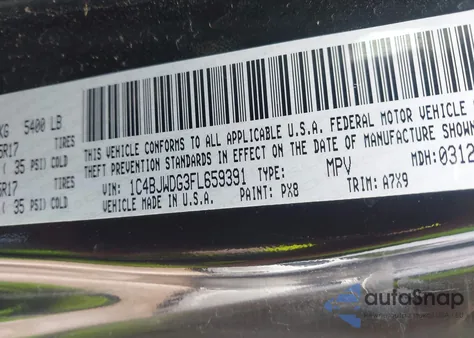 KG 5400 LB
5R17 TIRES
( 35 PSI/ COLD)
5R17 TIRES
( 35 PSI/ COLD)
THIS VEHICLE CONFORMS TO ALL APPLICABLE U.S.A. FEDERAL MOTOR VEHICLE
THEFT PREVENTION STANDARDS IN EFFECT ON THE DATE OF MANUFACTURE SHOWN
VIN: 1C4BJWDG3FL659391 TYPE: MPV MDH: 0312
VEHICLE MADE IN U.S.A. PAINT: PX8 TRIM: A7X9
autoSnap